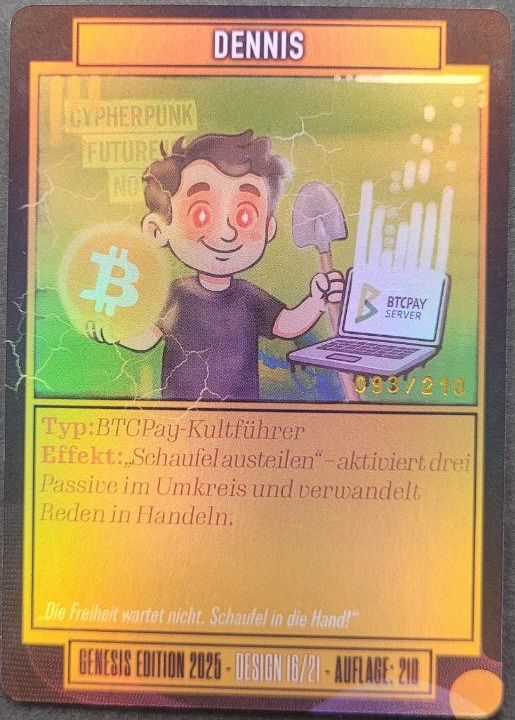 DENNIS
CYPHERPUNK
FUTURE
NO
BTCPAY
SERVER
093/210
Typ:BTCPay-Kultführer
Effekt:„Schaufel austeilen“–aktiviert drei
Passive im Umkreis und verwandelt
Reden in Handeln.
„Die Freiheit wartet nicht. Schaufel in die Hand!“
GENESIS EDITION 2025 - DESIGN 16/21 - AUFLAGE: 210